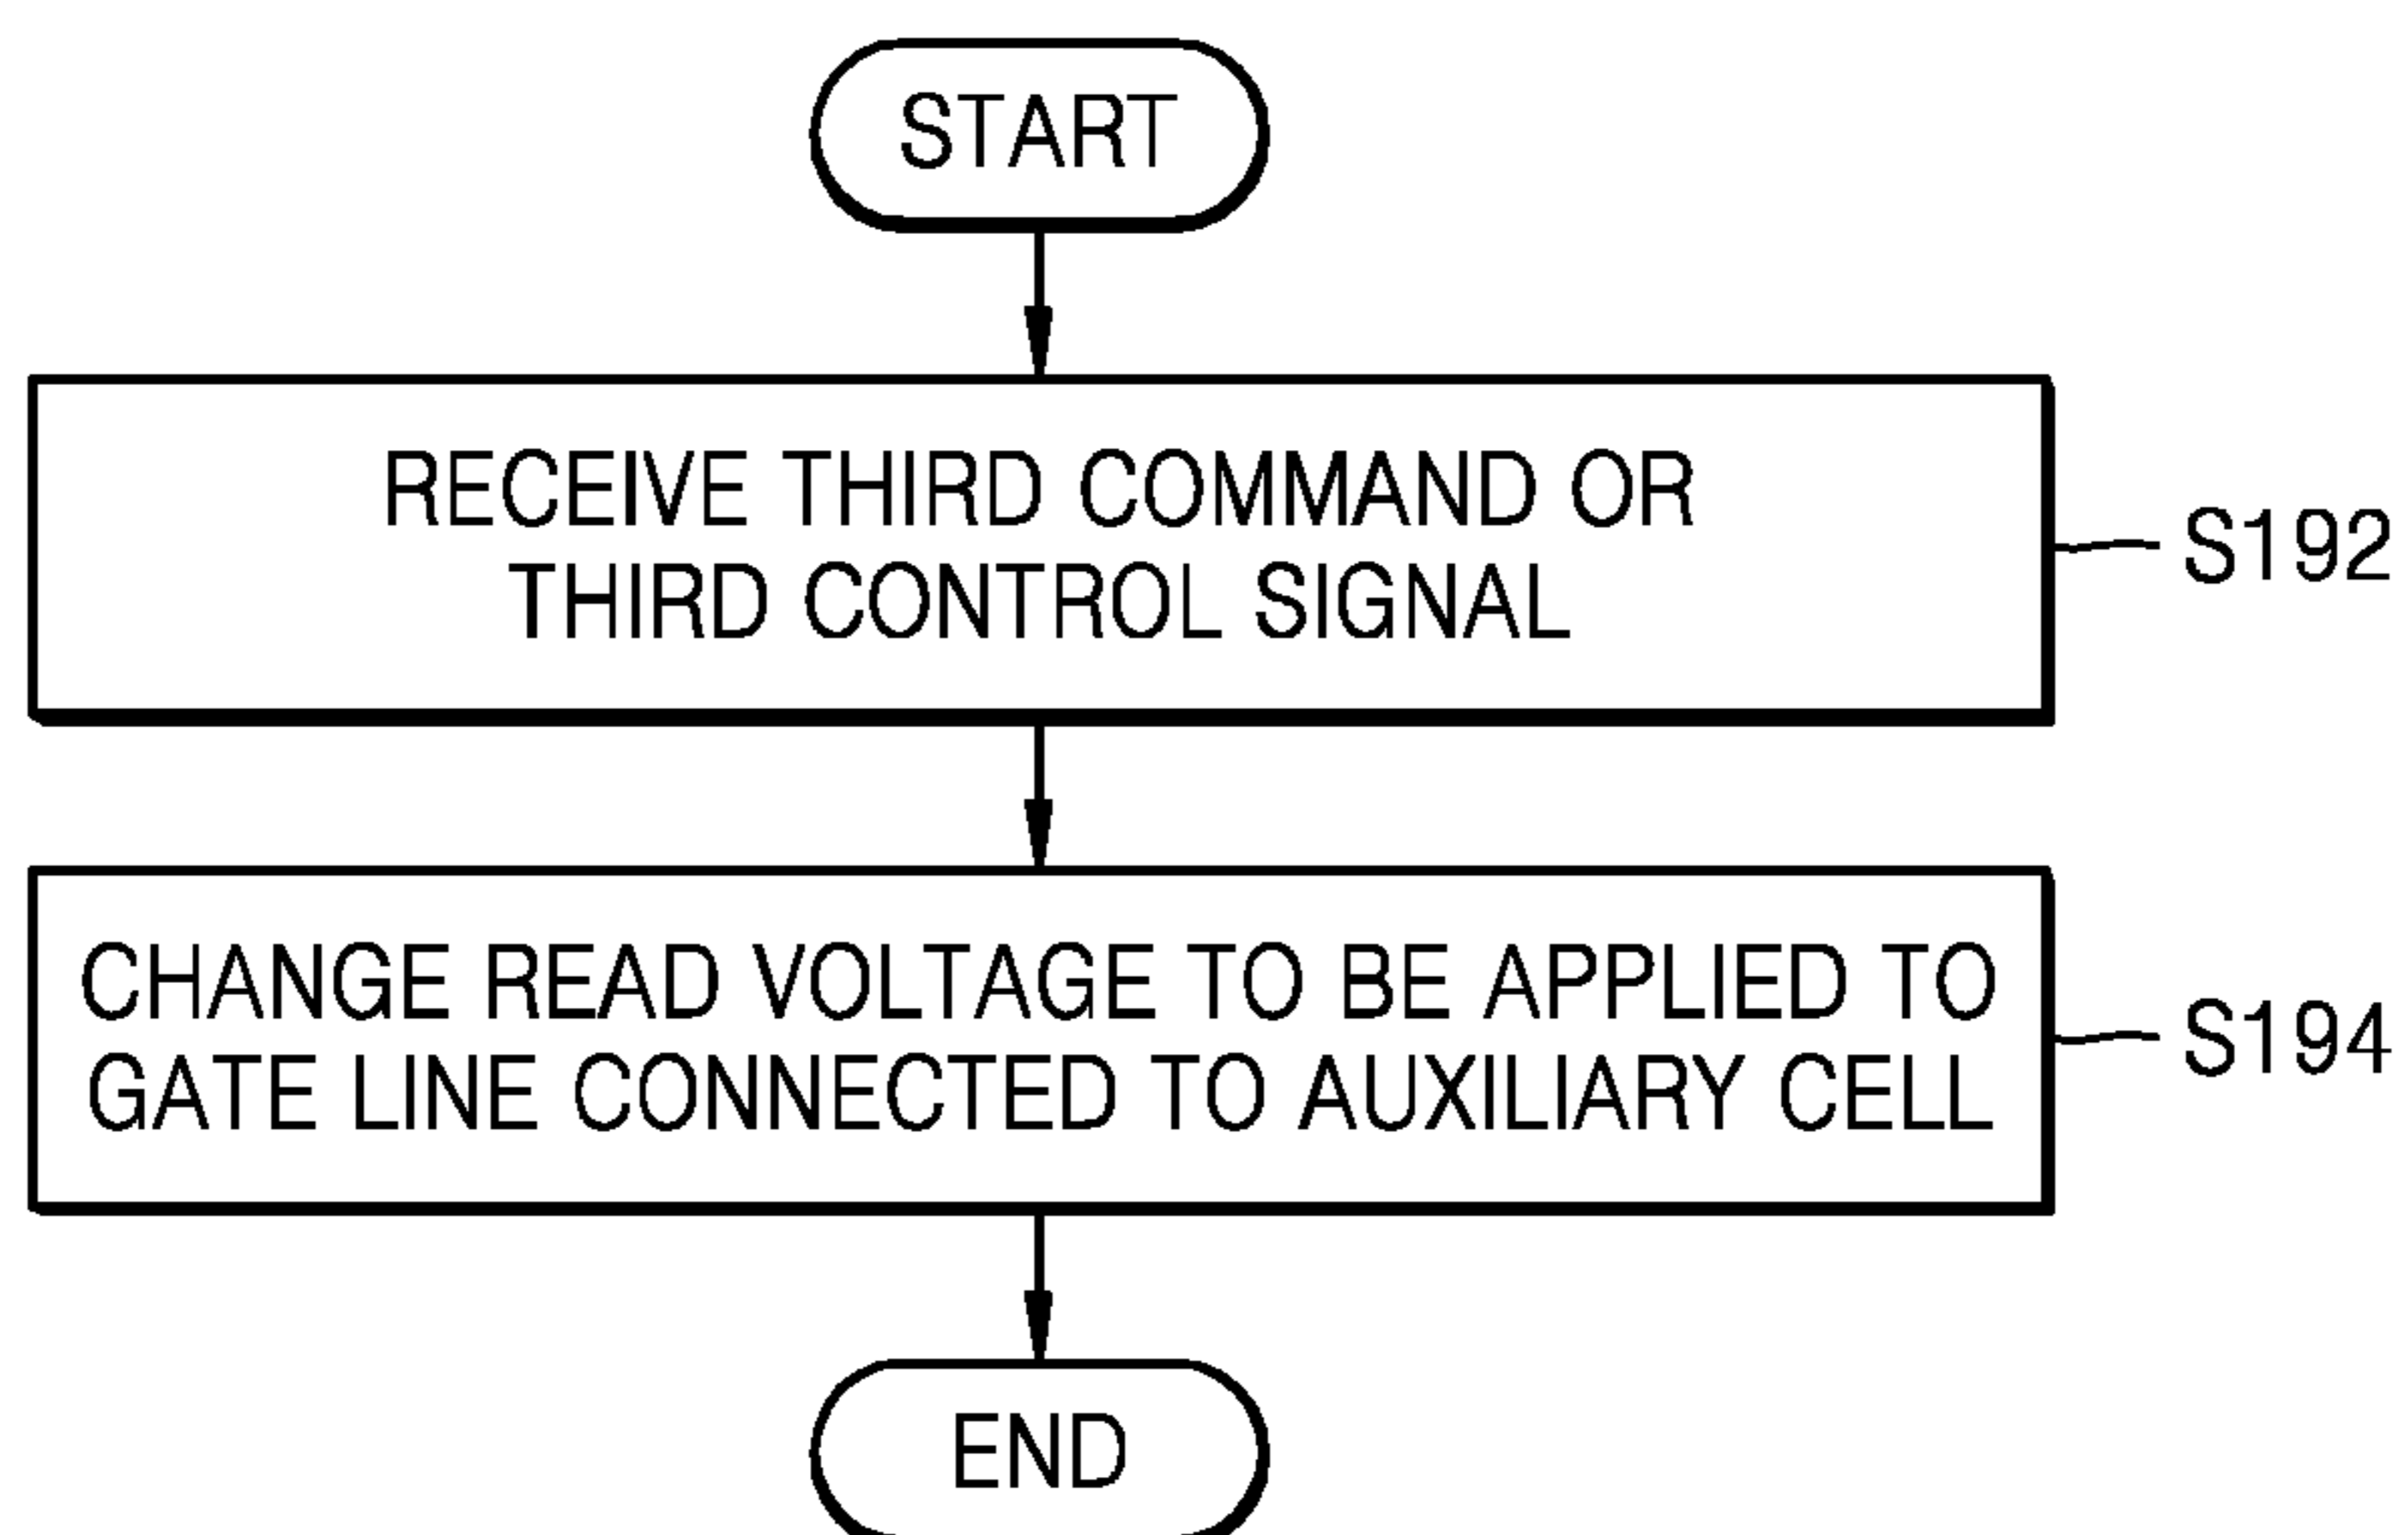 START
RECEIVE THIRD COMMAND OR
THIRD CONTROL SIGNAL
S192
CHANGE READ VOLTAGE TO BE APPLIED TO
GATE LINE CONNECTED TO AUXILIARY CELL
S194
END